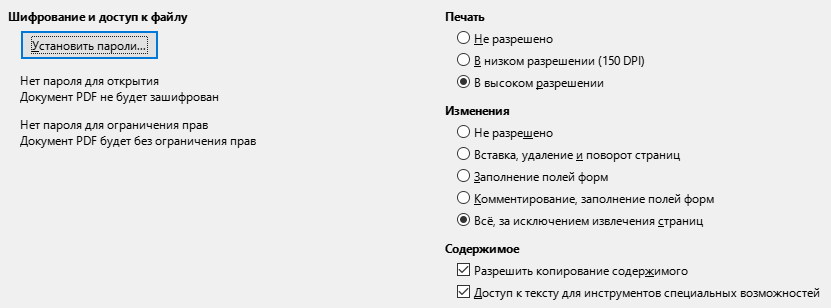 Шифрование и доступ к файлу
Установить пароли...
Нет пароля для открытия
Документ PDF не будет зашифрован
Нет пароля для ограничения прав
Документ PDF будет без ограничения прав
Печать
Не разрешено
В низком разрешении (150 DPI)
В высоком разрешении
Изменения
Не разрешено
Вставка, удаление и поворот страниц
Заполнение полей форм
Комментирование, заполнение полей форм
Всё, за исключением извлечения страниц
Содержимое
Разрешить копирование содержимого
Доступ к тексту для инструментов специальных возможностей